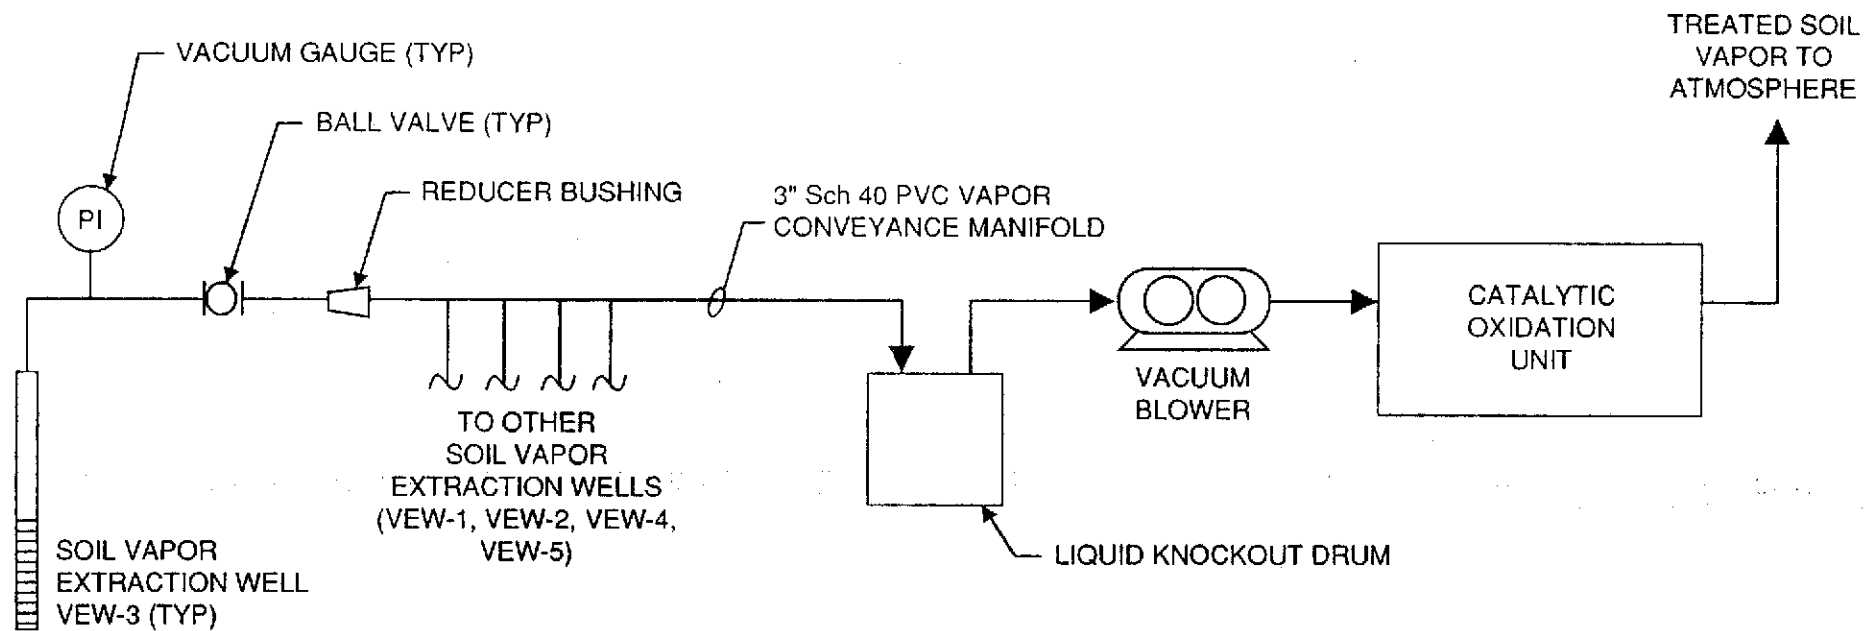 TREATED SOIL
VAPOR TO
ATMOSPHERE
VACUUM GAUGE (TYP)
BALL VALVE (TYP)
REDUCER BUSHING
3" Sch 40 PVC VAPOR
CONVEYANCE MANIFOLD
PI
CATALYTIC
OXIDATION
UNIT
VACUUM
BLOWER
TO OTHER
SOIL VAPOR
EXTRACTION WELLS
(VEW-1, VEW-2, VEW-4,
VEW-5)
SOIL VAPOR
EXTRACTION WELL
VEW-3 (TYP)
LIQUID KNOCKOUT DRUM